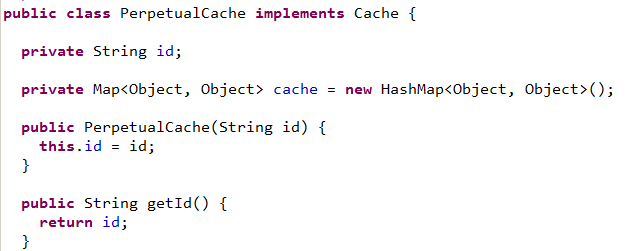 public class PerpetualCache implements Cache {
private String id;
private Map<Object, Object> cache = new HashMap<Object, Object>();
public PerpetualCache(String id) {
this.id = id;
}
public String getId() {
return id;
}